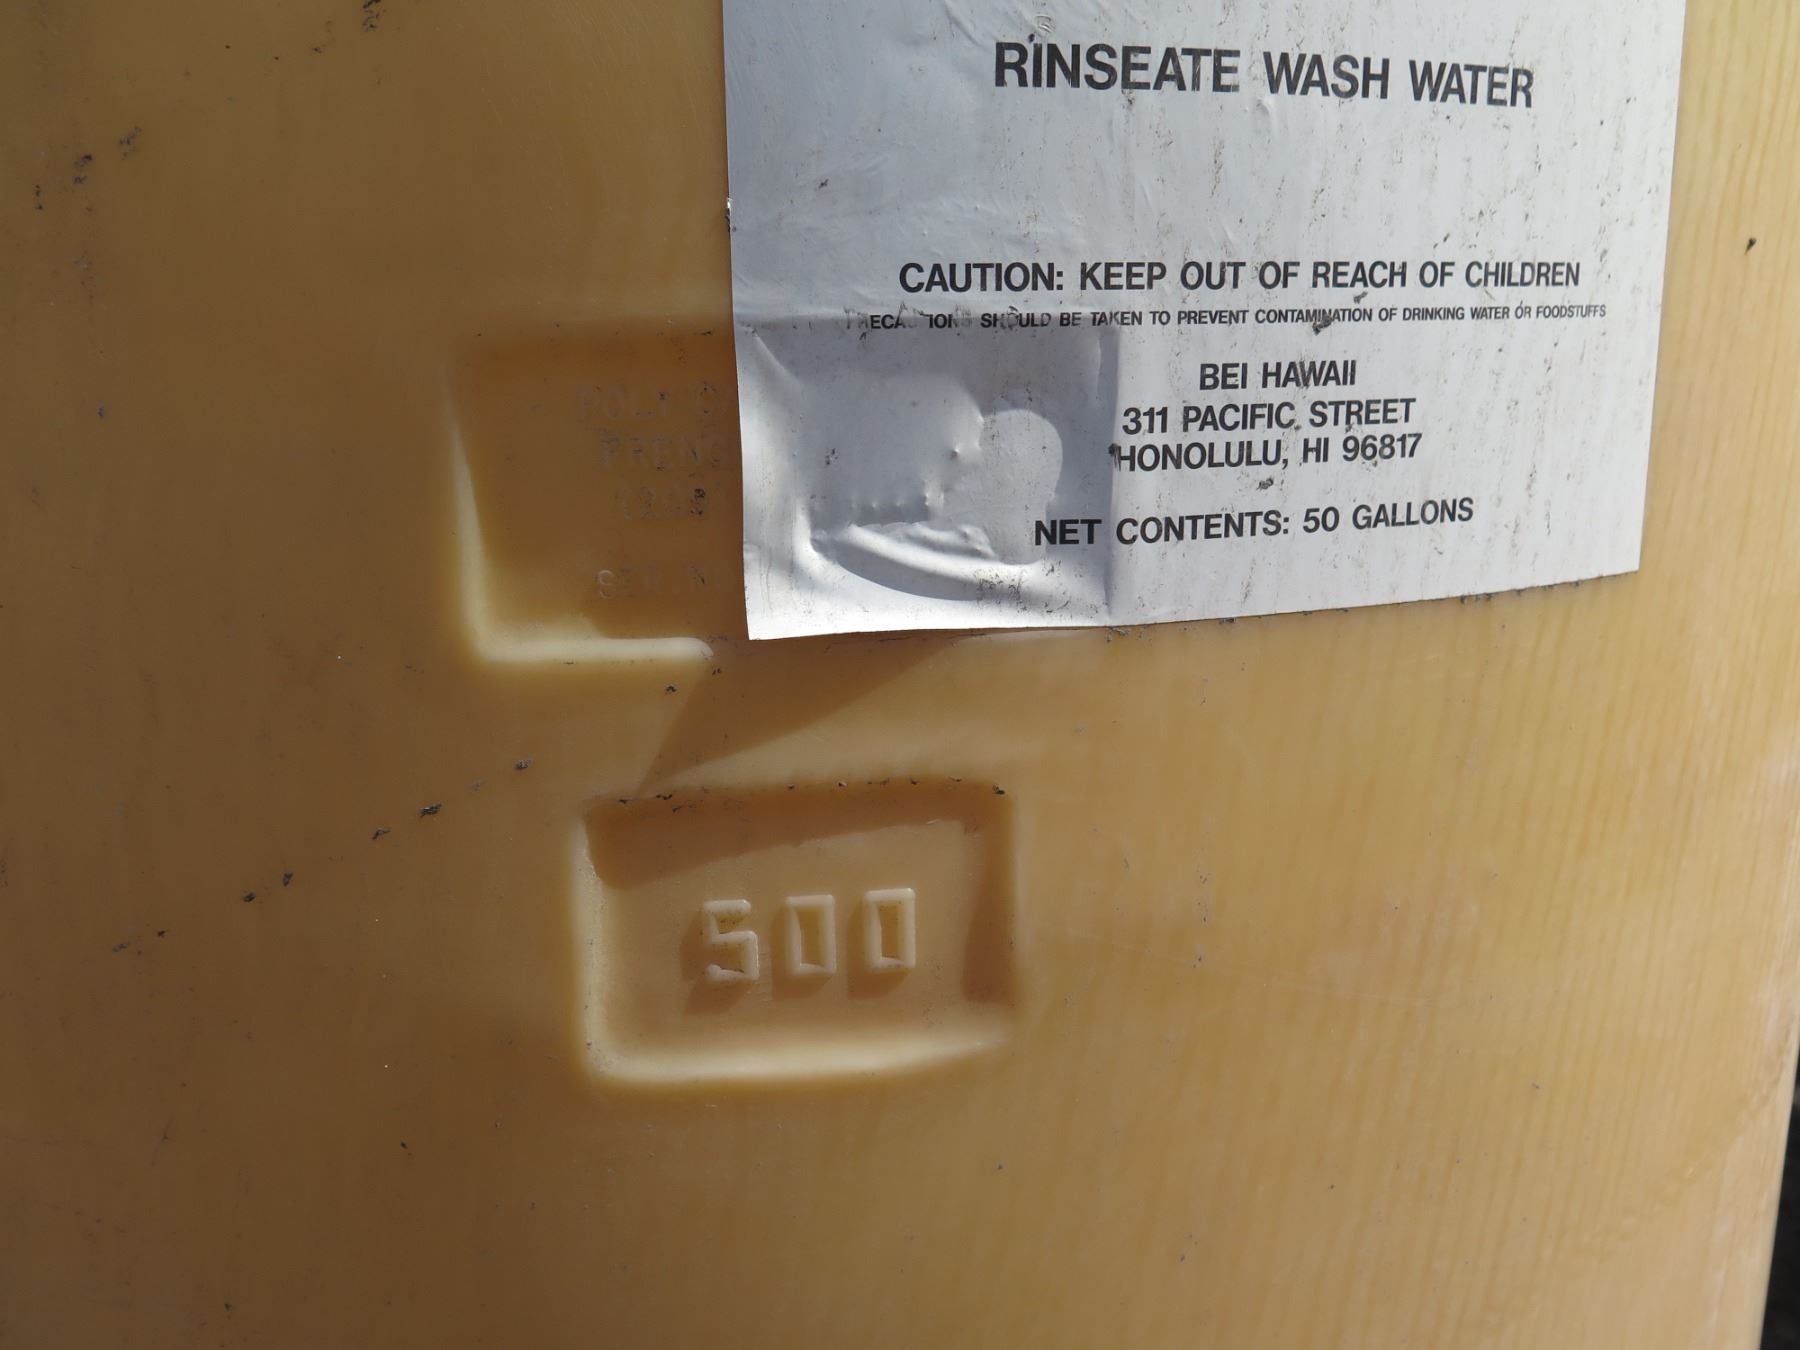 RINSEATE WASH WATER
CAUTION: KEEP OUT OF REACH OF CHILDREN
SHOULD BE TAKEN TO PREVENT CONTAMINATION OF DRINKING WATER OR FOODSTUFFS
BEI HAWAII
311 PACIFIC STREET
HONOLULU, HI 96817
NET CONTENTS: 50 GALLONS
500